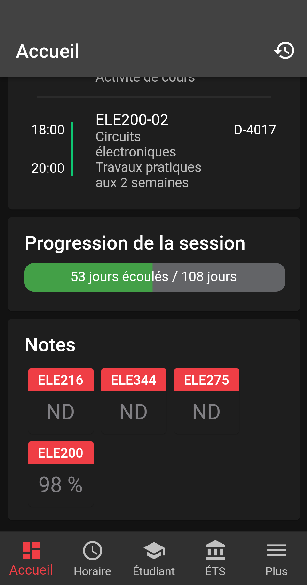 Accueil
Activité de cours
18:00
ELE200-02
D-4017
Circuits
électroniques
Travaux pratiques
aux 2 semaines
20:00
Progression de la session
53 jours écoulés / 108 jours
Notes
ELE216 ELE344 ELE275
ND ND ND
ELE200
98 %
Accueil Horaire Étudiant ÉTS Plus